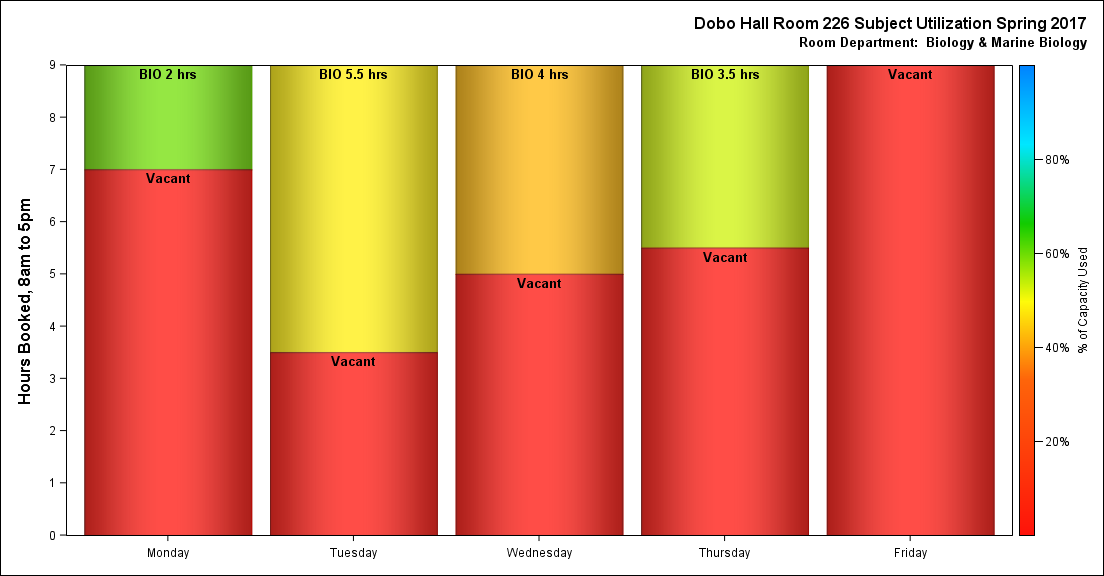 Dobo Hall Room 226 Subject Utilization Spring 2017
Room Department:  Biology & Marine Biology
Hours Booked, 8am to 5pm
9
8
7
6
5
4
3
2
1
0
BIO 2 hrs
Vacant
BIO 5.5 hrs
Vacant
BIO 4 hrs
Vacant
BIO 3.5 hrs
Vacant
Vacant
Monday
Tuesday
Wednesday
Thursday
Friday
80%
60%
40%
20%
% of Capacity Used